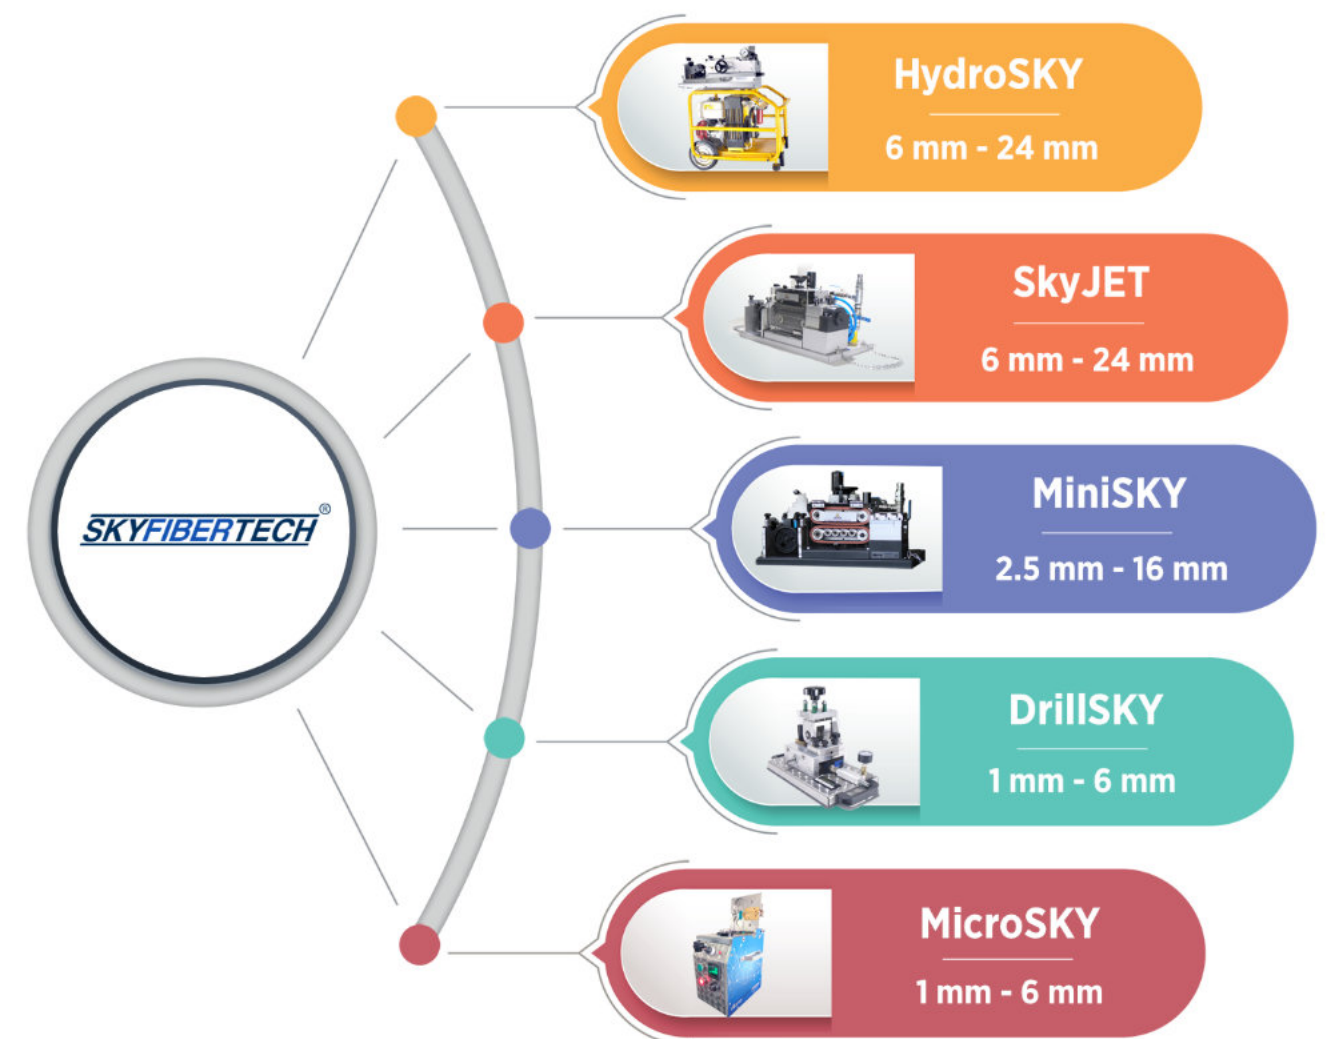 SKYFIBERTECH®
HydroSKY
6 mm - 24 mm
SkyJET
6 mm - 24 mm
MiniSKY
2.5 mm - 16 mm
DrillSKY
1 mm - 6 mm
MicroSKY
1 mm - 6 mm